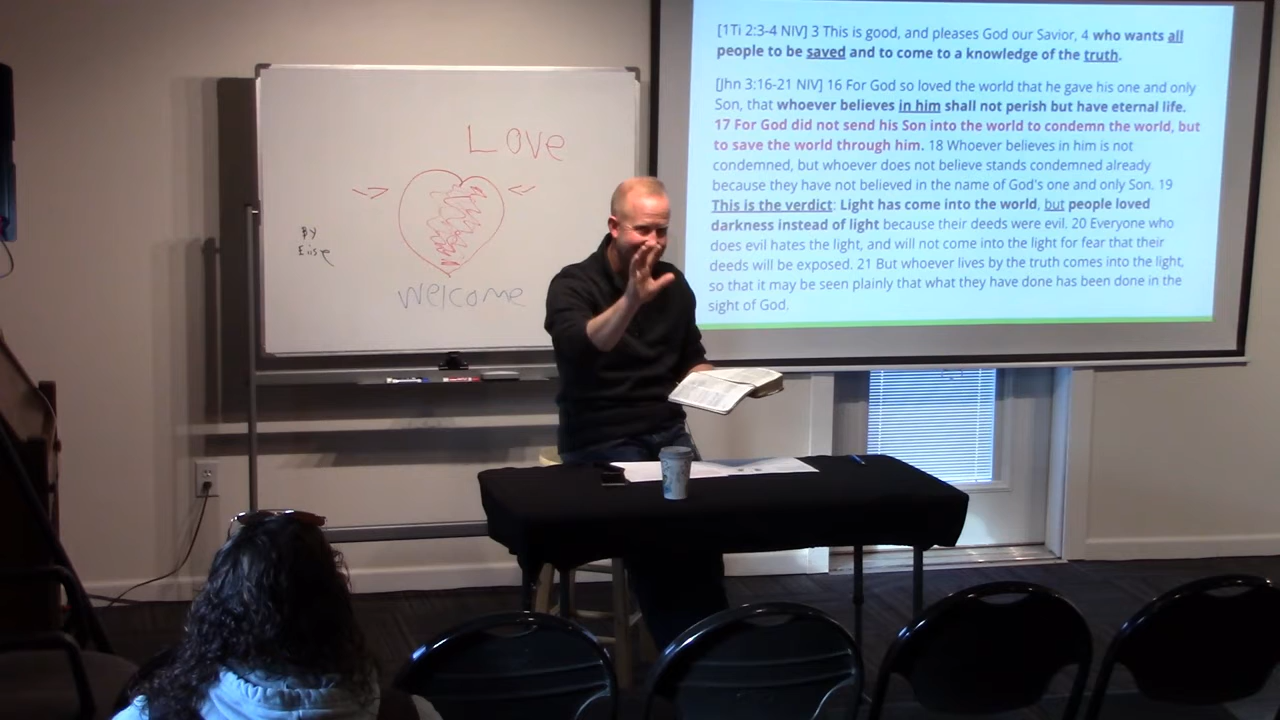 Love
By
Welcome
[1Ti 2:3-4 NIV] 3 This is good, and pleases God our Savior, 4 who wants all
people to be saved and to come to a knowledge of the truth.
[Jhn 3:16-21 NIV] 16 For God so loved the world that he gave his one and only
Son, that whoever believes in him shall not perish but have eternal life.
17 For God did not send his Son into the world to condemn the world, but
to save the world through him. 18 Whoever believes in him is not
condemned, but whoever does not believe stands condemned already
because they have not believed in the name of God's one and only Son. 19
This is the verdict: Light has come into the world, but people loved
darkness instead of light because their deeds were evil. 20 Everyone who
does evil hates the light, and will not come into the light for fear that their
deeds will be exposed. 21 But whoever lives by the truth comes into the light,
so that it may be seen plainly that what they have done has been done in the
sight of God.